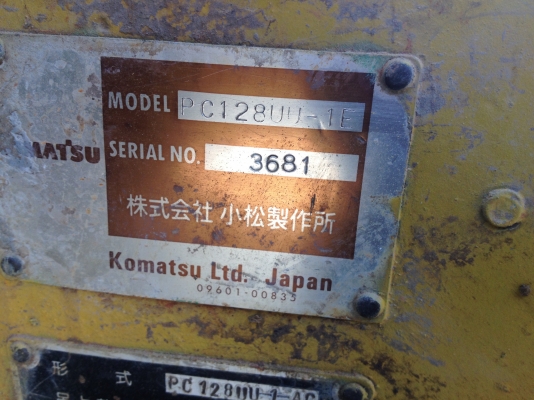 MODEL PC128UU-1E
MATSU SERIAL NO. 3681
株式会社 小松製作所
Komatsu Ltd. Japan
09601-00835
形 式 PC128UU-1-AC